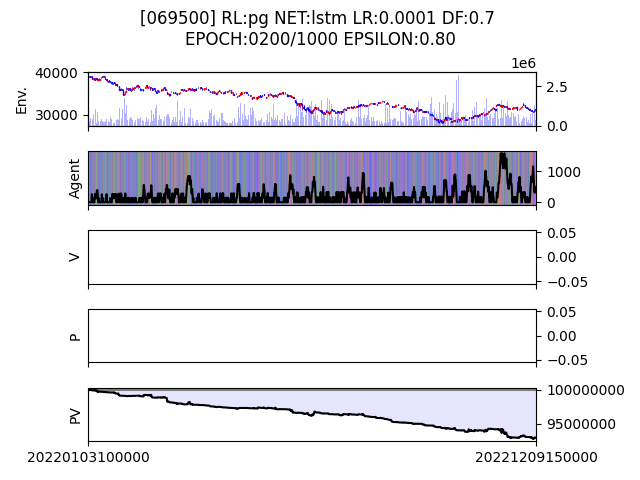 [069500] RL:pg NET:lstm LR:0.0001 DF:0.7
EPOCH:0200/1000 EPSILON:0.80
1e6
40000
30000
Env.
2.5
0.0
Agent
1000
0
V
0.05
0.00
−0.05
P
0.05
0.00
−0.05
PV
100000000
95000000
20220103100000
20221209150000